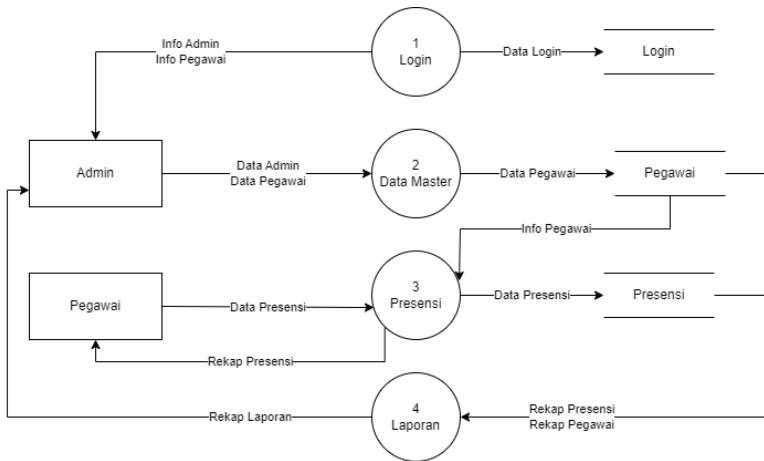 Info Admin
Info Pegawai
1
Login
Data Login
Login
Admin
Data Admin
Data Pegawai
2
Data Master
Data Pegawai
Pegawai
Info Pegawai
Pegawai
Data Presensi
3
Presensi
Data Presensi
Presensi
Rekap Presensi
Rekap Laporan
4
Laporan
Rekap Presensi
Rekap Pegawai